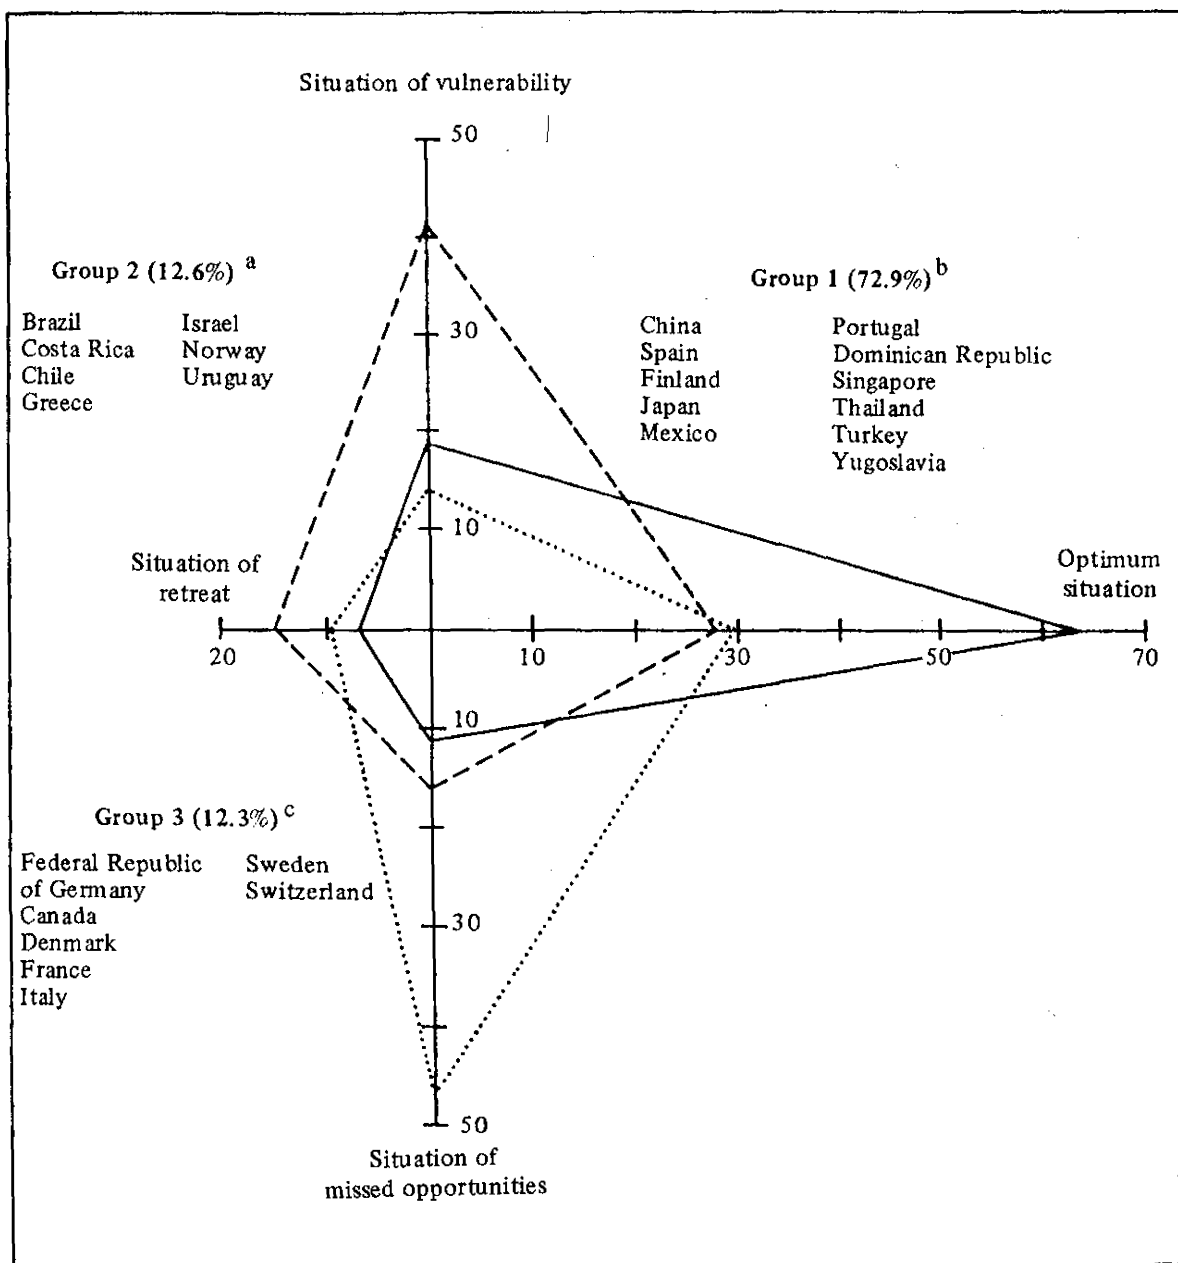 Situation of vulnerability
50
Group 2 (12.6%) a
Brazil
Costa Rica
Chile
Greece
Israel
Norway
Uruguay
30
Group 1 (72.9%) b
China
Spain
Finland
Japan
Mexico
Portugal
Dominican Republic
Singapore
Thailand
Turkey
Yugoslavia
10
Situation of
retreat
Optimum
situation
20
10
30
50
70
10
Group 3 (12.3%) c
Federal Republic
of Germany
Canada
Denmark
France
Italy
Sweden
Switzerland
30
50
Situation of
missed opportunities